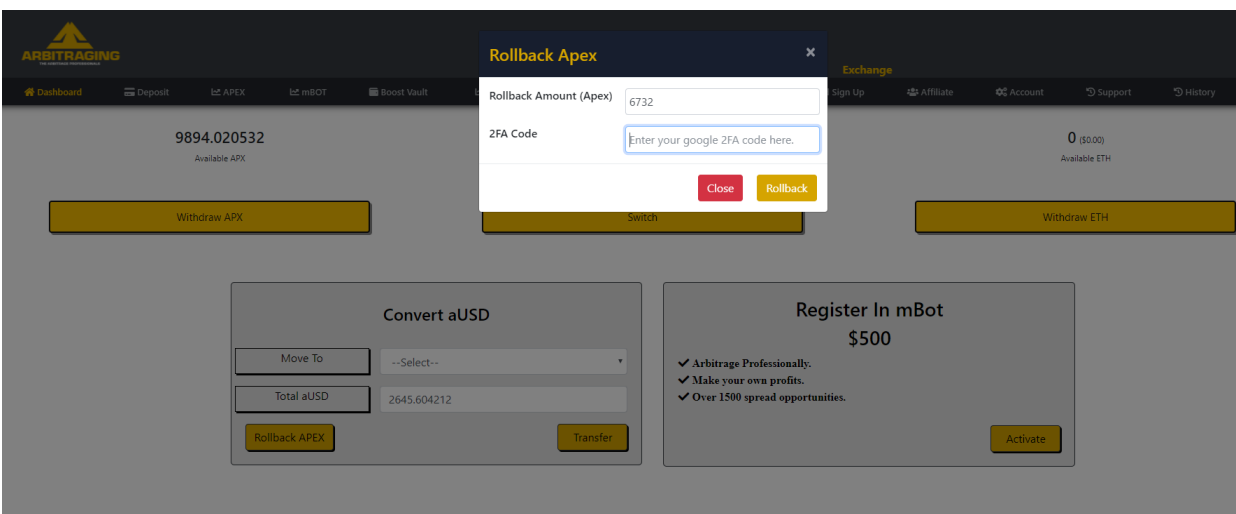 ARBITRAGING
Rollback Apex ×
Exchange
Dashboard Deposit APEX mBOT Boost Vault Sign Up Affiliate Account Support History
Rollback Amount (Apex) 6732
2FA Code Enter your google 2FA code here.
Close Rollback
9894.020532
Available APX
0 ($0.00)
Available ETH
Withdraw APX Switch Withdraw ETH
Convert aUSD
Move To --Select--
Total aUSD 2645.604212
Rollback APEX Transfer
Register In mBot
$500
Arbitrage Professionally.
Make your own profits.
Over 1500 spread opportunities.
Activate